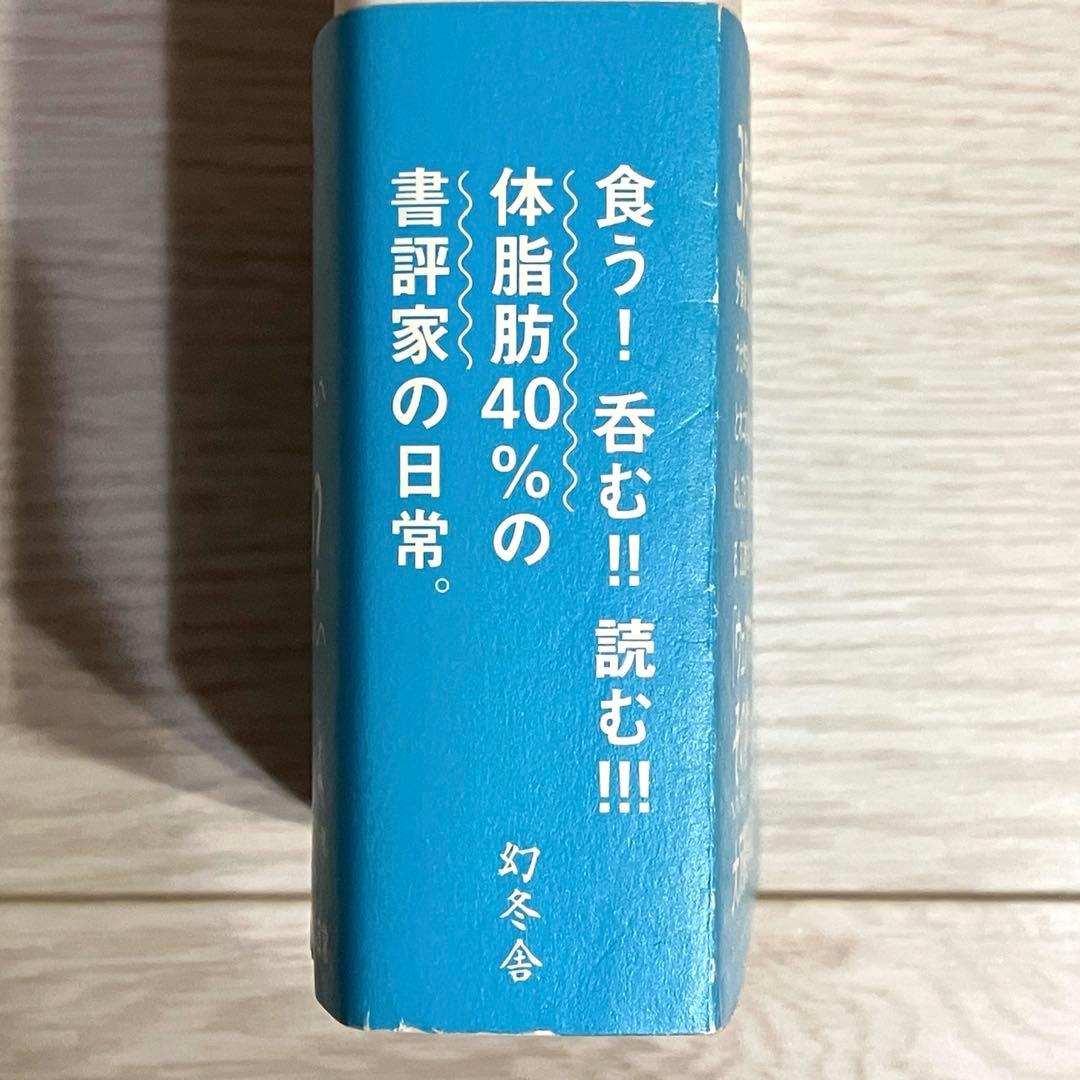 食う！ 呑む!! 読む!!!
体脂肪40%の
書評家の日常。
幻冬舎